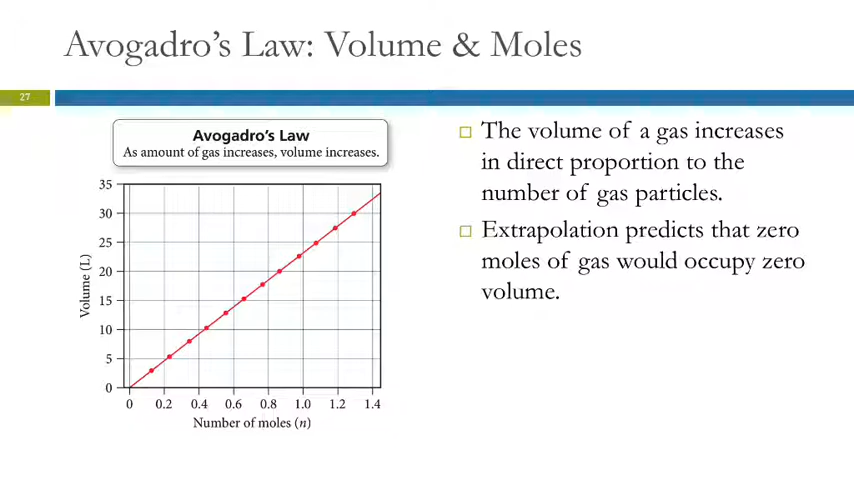 Avogadro’s Law: Volume & Moles
27
Avogadro’s Law
As amount of gas increases, volume increases.
35
30
25
20
15
10
5
0
Volume (L)
0 0.2 0.4 0.6 0.8 1.0 1.2 1.4
Number of moles (n)
The volume of a gas increases
in direct proportion to the
number of gas particles.
Extrapolation predicts that zero
moles of gas would occupy zero
volume.